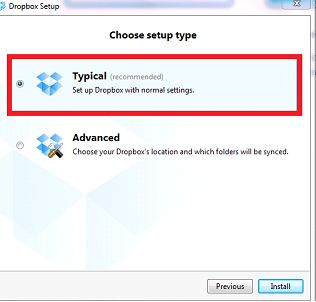 Dropbox Setup
Choose setup type
Typical (recommended)
Set up Dropbox with normal settings.
Advanced
Choose your Dropbox's location and which folders will be synced.
Previous
Install